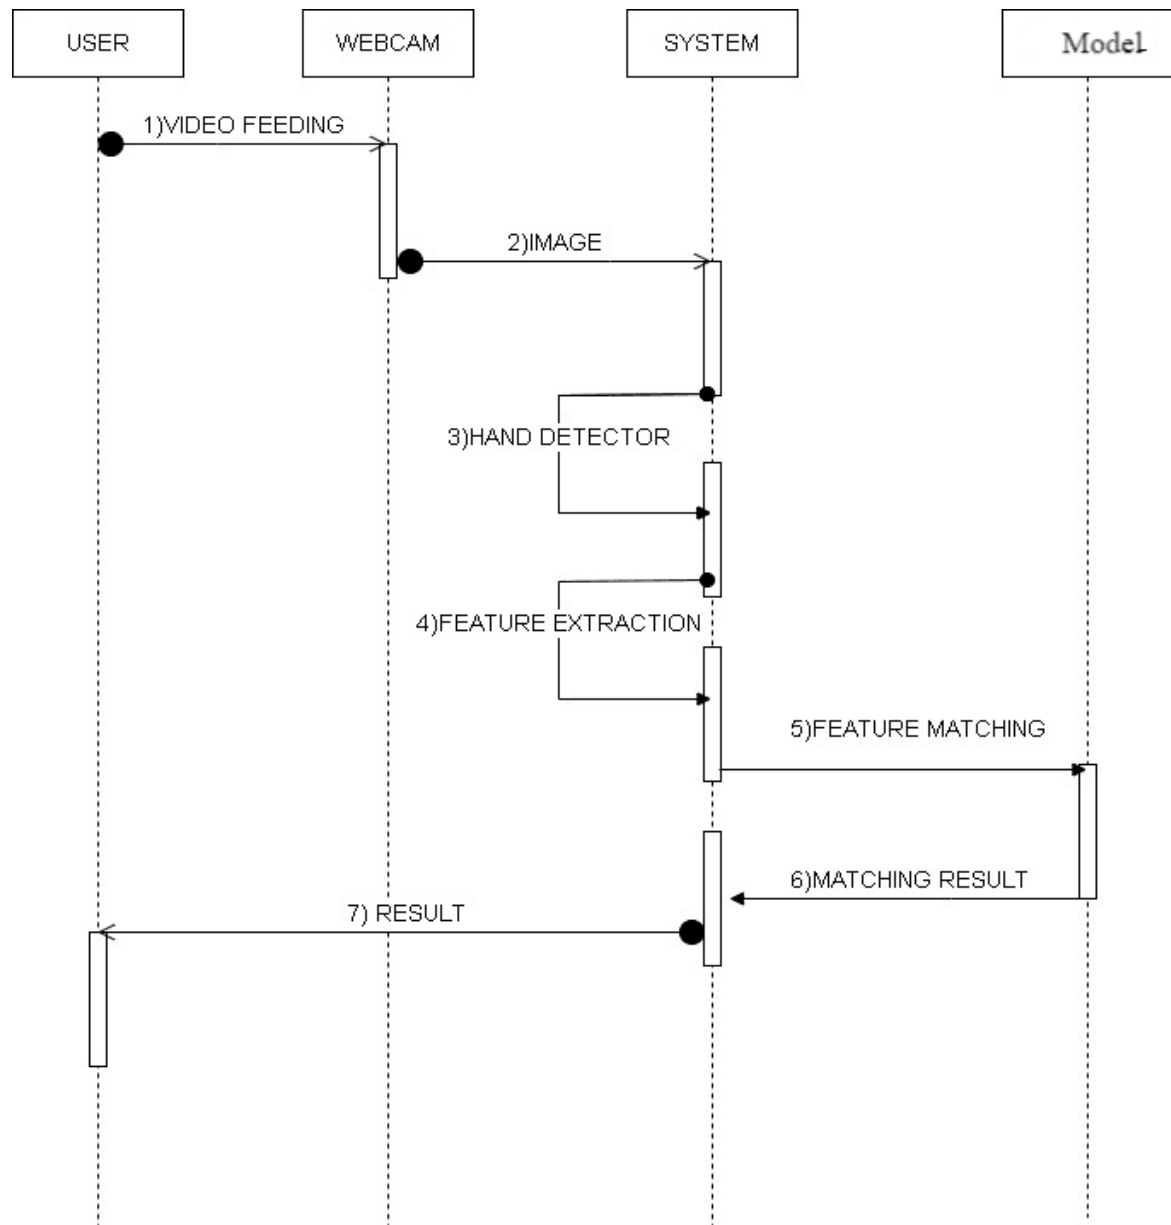 USER
WEBCAM
SYSTEM
Model
1)VIDEO FEEDING
2)IMAGE
3)HAND DETECTOR
4)FEATURE EXTRACTION
5)FEATURE MATCHING
6)MATCHING RESULT
7) RESULT